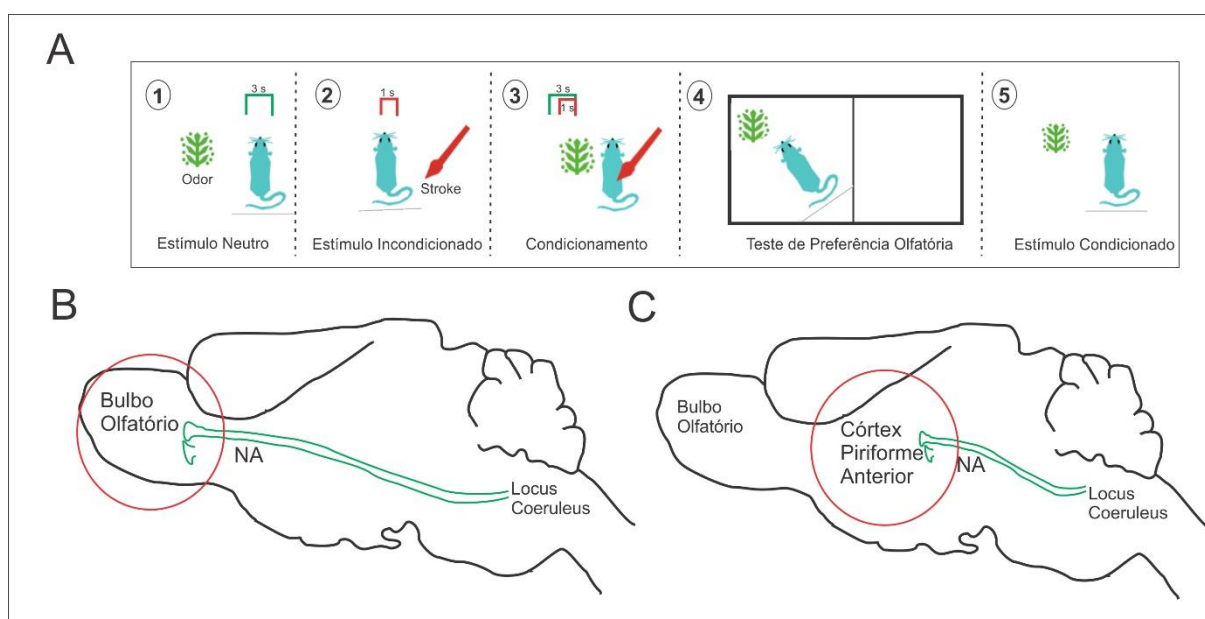 A
1
3 s
Odor
Estímulo Neutro
2
1 s
Stroke
Estímulo Incondicionado
3
3 s
1 s
Condicionamento
4
Teste de Preferência Olfatória
5
Estímulo Condicionado
B
Bulbo
Olfatório
NA
Locus
Coeruleus
C
Bulbo
Olfatório
Córtex
Piriforme
Anterior
NA
Locus
Coeruleus